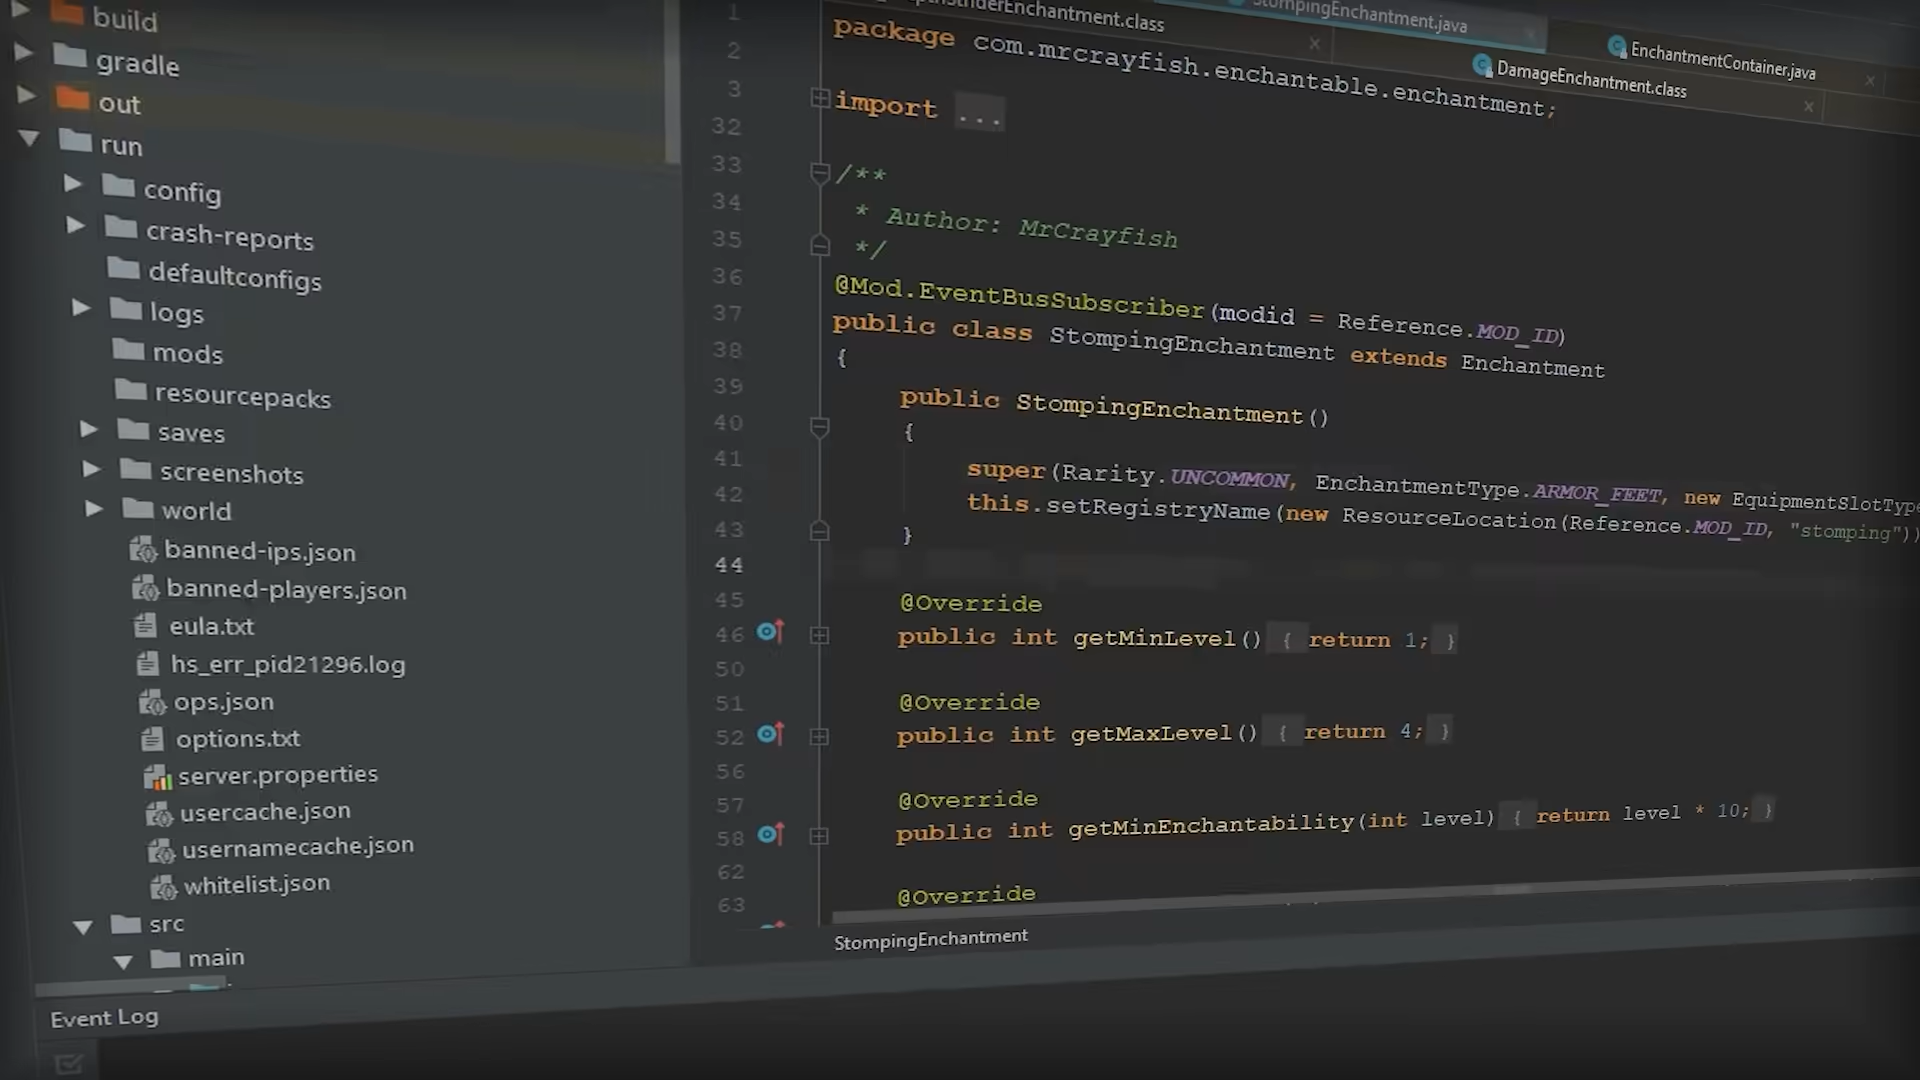 build
gradle
out
run
config
crash-reports
defaultconfigs
logs
mods
resourcepacks
saves
screenshots
world
banned-ips.json
banned-players.json
eula.txt
hs_err_pid21296.log
ops.json
options.txt
server.properties
usercache.json
usernamecache.json
whitelist.json
src
main
Event Log
StompingEnchantment.java
EnchantmentContainer.java
DamageEnchantment.class
1 package com.mrcrayfish.enchantable.enchantment;
2
3 import ...
32
33 /**
34 * Author: MrCrayfish
35 */
36 @Mod.EventBusSubscriber(modid = Reference.MOD_ID)
37 public class StompingEnchantment extends Enchantment
38 {
39 public StompingEnchantment()
40 {
41 super(Rarity.UNCOMMON, EnchantmentType.ARMOR_FEET, new EquipmentSlotType
42 this.setRegistryName(new ResourceLocation(Reference.MOD_ID, "stomping"))
43 }
44
45 @Override
46 public int getMinLevel() { return 1; }
50
51 @Override
52 public int getMaxLevel() { return 4; }
56
57 @Override
58 public int getMinEnchantability(int level) { return level * 10; }
62
63 @Override
StompingEnchantment